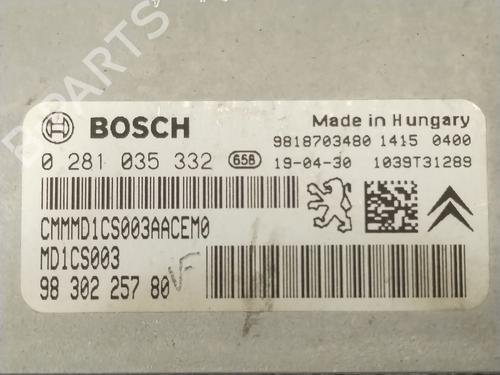 B PARTS
BOSCH
Made in Hungary
9818703480 1415 0400
0 281 035 332 658 19-04-30 1039T31289
CMMMD1CS003AACEM0
MD1CS003
98 302 257 80